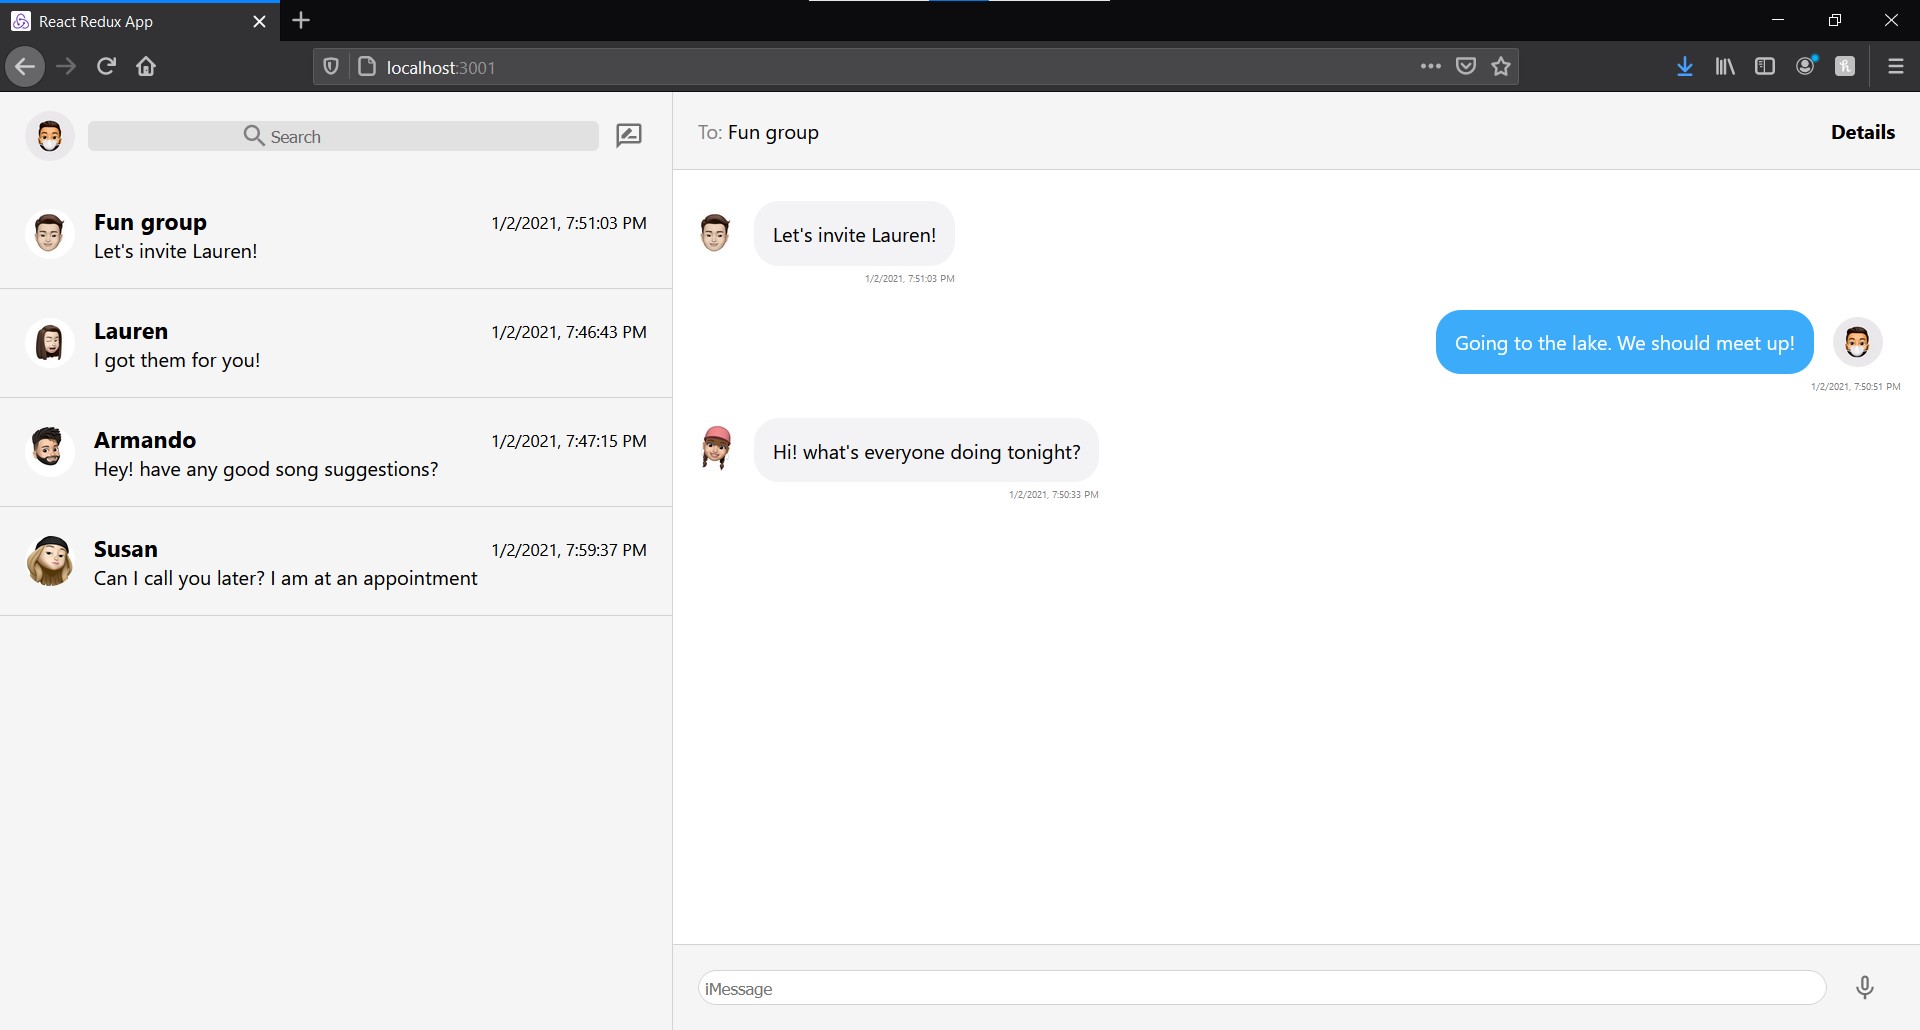 React Redux App
localhost:3001
Search
Fun group 1/2/2021, 7:51:03 PM
Let's invite Lauren!
Lauren 1/2/2021, 7:46:43 PM
I got them for you!
Armando 1/2/2021, 7:47:15 PM
Hey! have any good song suggestions?
Susan 1/2/2021, 7:59:37 PM
Can I call you later? I am at an appointment
To: Fun group Details
Let's invite Lauren!
1/2/2021, 7:51:03 PM
Going to the lake. We should meet up!
1/2/2021, 7:50:51 PM
Hi! what's everyone doing tonight?
1/2/2021, 7:50:33 PM
iMessage